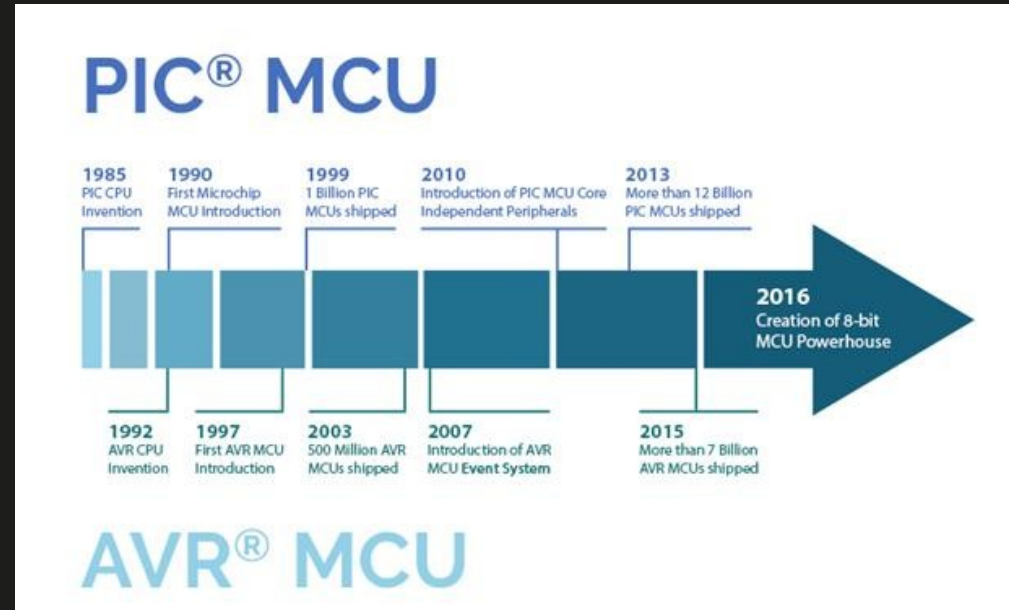 PIC® MCU
1985
PIC CPU
Invention
1990
First Microchip
MCU Introduction
1999
1 Billion PIC
MCUs shipped
2010
Introduction of PIC MCU Core
Independent Peripherals
2013
More than 12 Billion
PIC MCUs shipped
2016
Creation of 8-bit
MCU Powerhouse
1992
AVR CPU
Invention
1997
First AVR MCU
Introduction
2003
500 Million AVR
MCUs shipped
2007
Introduction of AVR
MCU Event System
2015
More than 7 Billion
AVR MCUs shipped
AVR® MCU